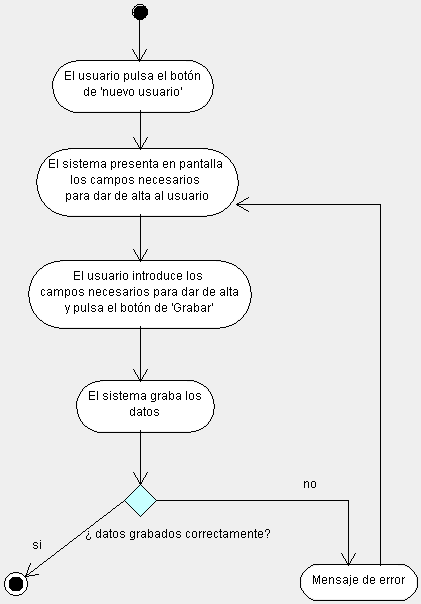 El usuario pulsa el botón
de 'nuevo usuario'
El sistema presenta en pantalla
los campos necesarios
para dar de alta al usuario
El usuario introduce los
campos necesarios para dar de alta
y pulsa el botón de 'Grabar'
El sistema graba los
datos
no
¿ datos grabados correctamente?
si
Mensaje de error